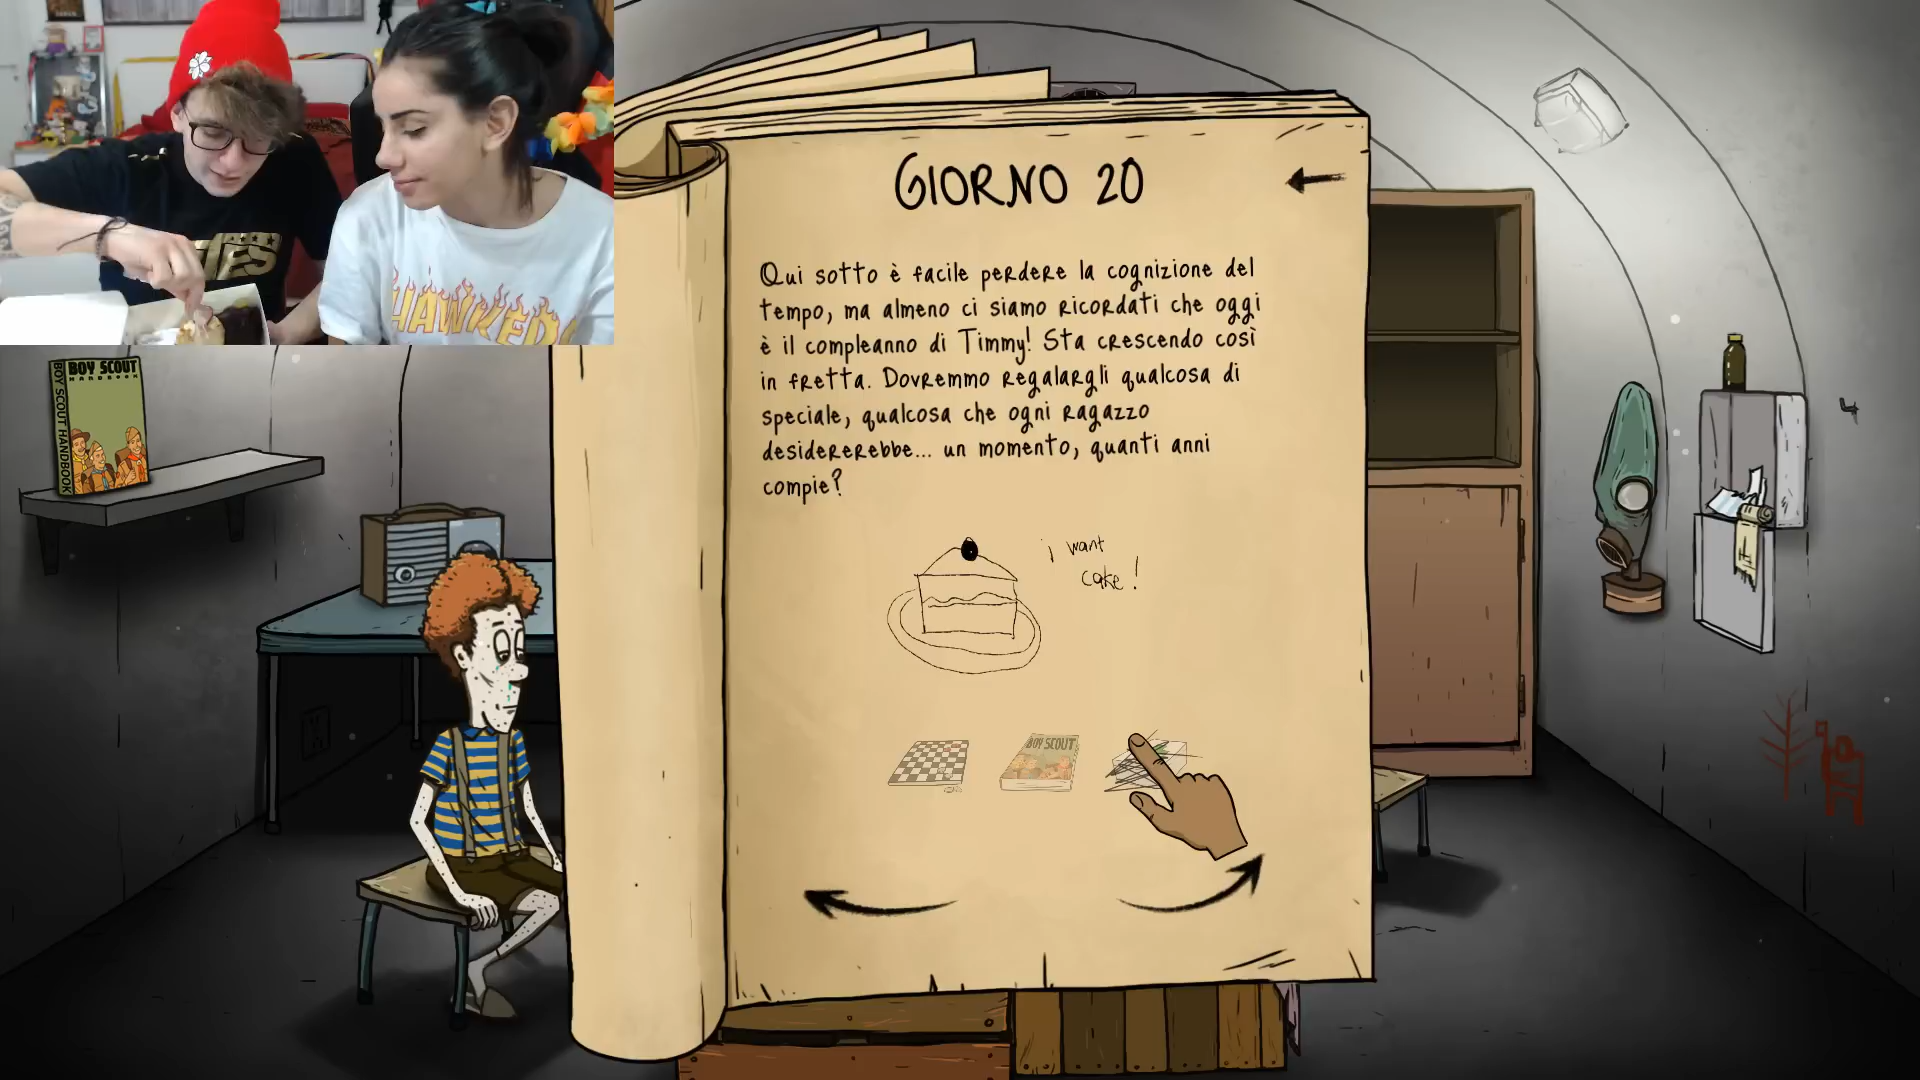 BOY SCOUT
HANDBOOK
BOY SCOUT HANDBOOK
GIORNO 20
Qui sotto è facile perdere la cognizione del
tempo, ma almeno ci siamo ricordati che oggi
è il compleanno di Timmy! Sta crescendo così
in fretta. Dovremmo regalargli qualcosa di
speciale, qualcosa che ogni ragazzo
desidererebbe... un momento, quanti anni
compie?
i want
cake!
BOY SCOUT